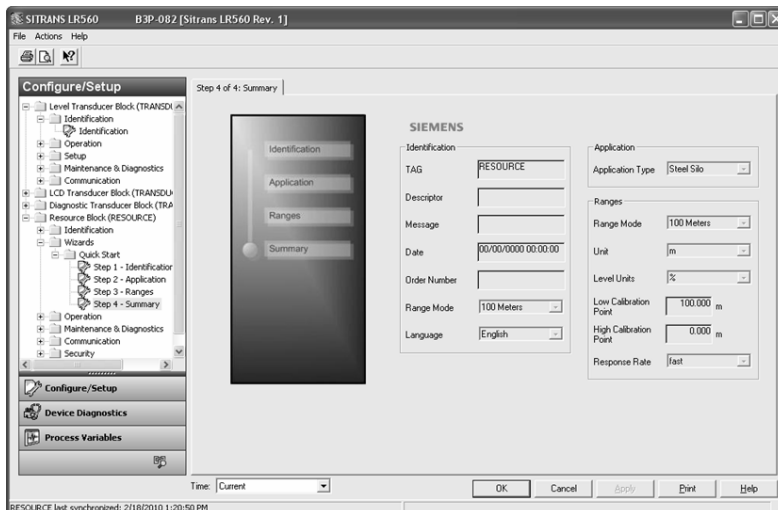 SITRANS LR560 B3P-082 [Sitrans LR560 Rev. 1]
File Actions Help
Configure/Setup
Level Transducer Block (TRANSDU
Identification
Identification
Operation
Setup
Maintenance & Diagnostics
Communication
LCD Transducer Block (TRANSDU
Diagnostic Transducer Block (TRA
Resource Block (RESOURCE)
Identification
Wizards
Quick Start
Step 1 - Identification
Step 2 - Application
Step 3 - Ranges
Step 4 - Summary
Operation
Maintenance & Diagnostics
Communication
Security
Configure/Setup
Device Diagnostics
Process Variables
Step 4 of 4: Summary
Identification
Application
Ranges
Summary
SIEMENS
Identification
TAG RESOURCE
Descriptor
Message
Date 00/00/0000 00:00:00
Order Number
Range Mode 100 Meters
Language English
Application
Application Type Steel Silo
Ranges
Range Mode 100 Meters
Unit m
Level Units %
Low Calibration
Point 100.000 m
High Calibration
Point 0.000 m
Response Rate fast
Time: Current
OK Cancel Apply Print Help
RESOURCE last synchronized: 2/18/2010 1:20:50 PM